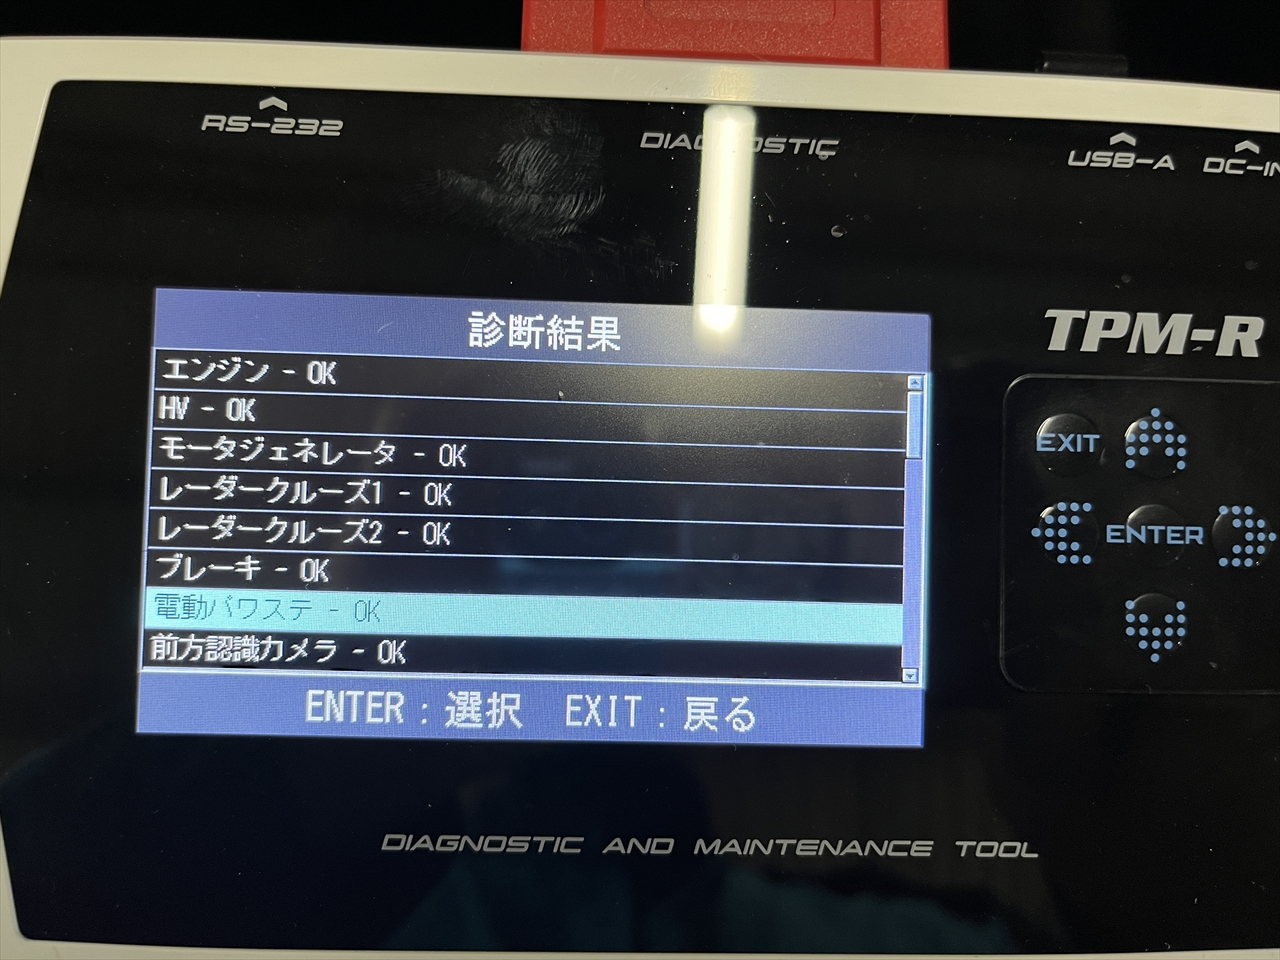 RS-232
DIAGNOSTIC
USB-A
DC-IN
診断結果
エンジン - OK
HV - OK
モータジェネレータ - OK
レーダークルーズ1 - OK
レーダークルーズ2 - OK
ブレーキ - OK
電動パワステ - OK
前方認識カメラ - OK
ENTER : 選択 EXIT : 戻る
TPM-R
EXIT
ENTER
DIAGNOSTIC AND MAINTENANCE TOOL